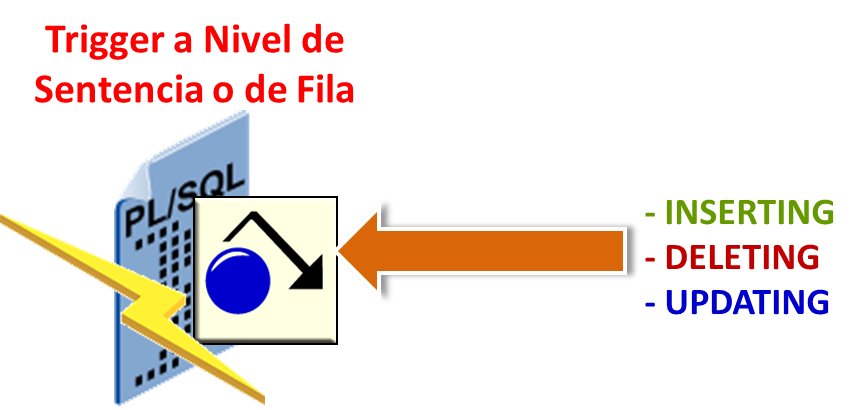 Trigger a Nivel de
Sentencia o de Fila
PL/SQL
- INSERTING
- DELETING
- UPDATING